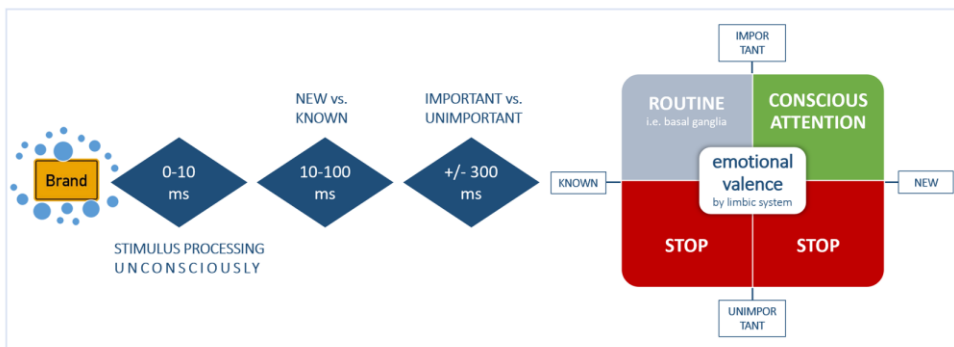 Brand
0-10
ms
STIMULUS PROCESSING
UNCONSCIOUSLY
NEW vs.
KNOWN
10-100
ms
IMPORTANT vs.
UNIMPORTANT
+/- 300
ms
IMPOR
TANT
ROUTINE
i.e. basal ganglia
CONSCIOUS
ATTENTION
KNOWN
emotional
valence
by limbic system
NEW
STOP
STOP
UNIMPOR
TANT